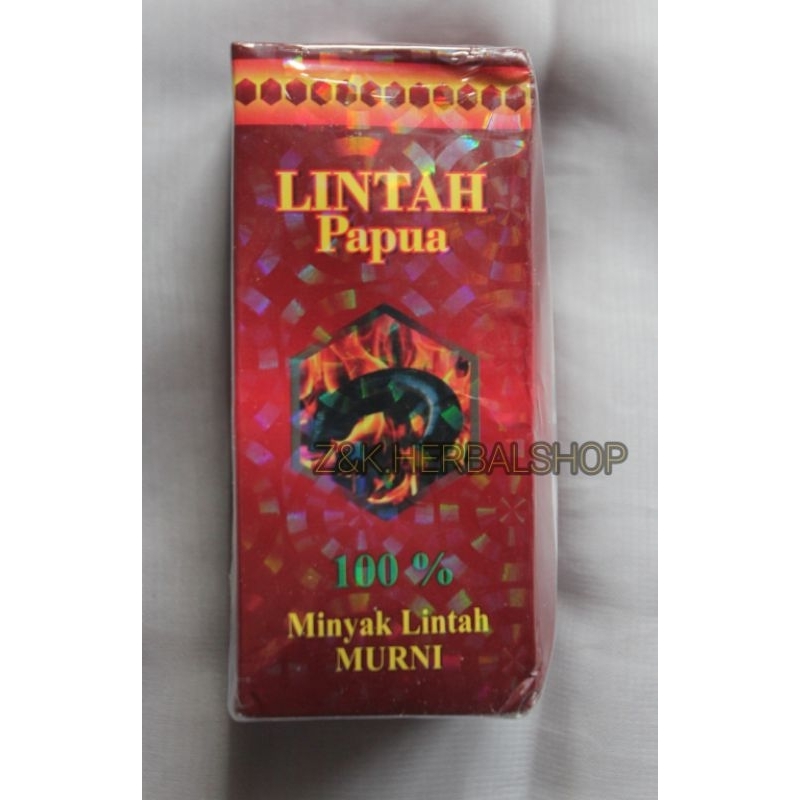 LINTAH
Papua
Z&K.HERBALSHOP
100 %
Minyak Lintah
MURNI